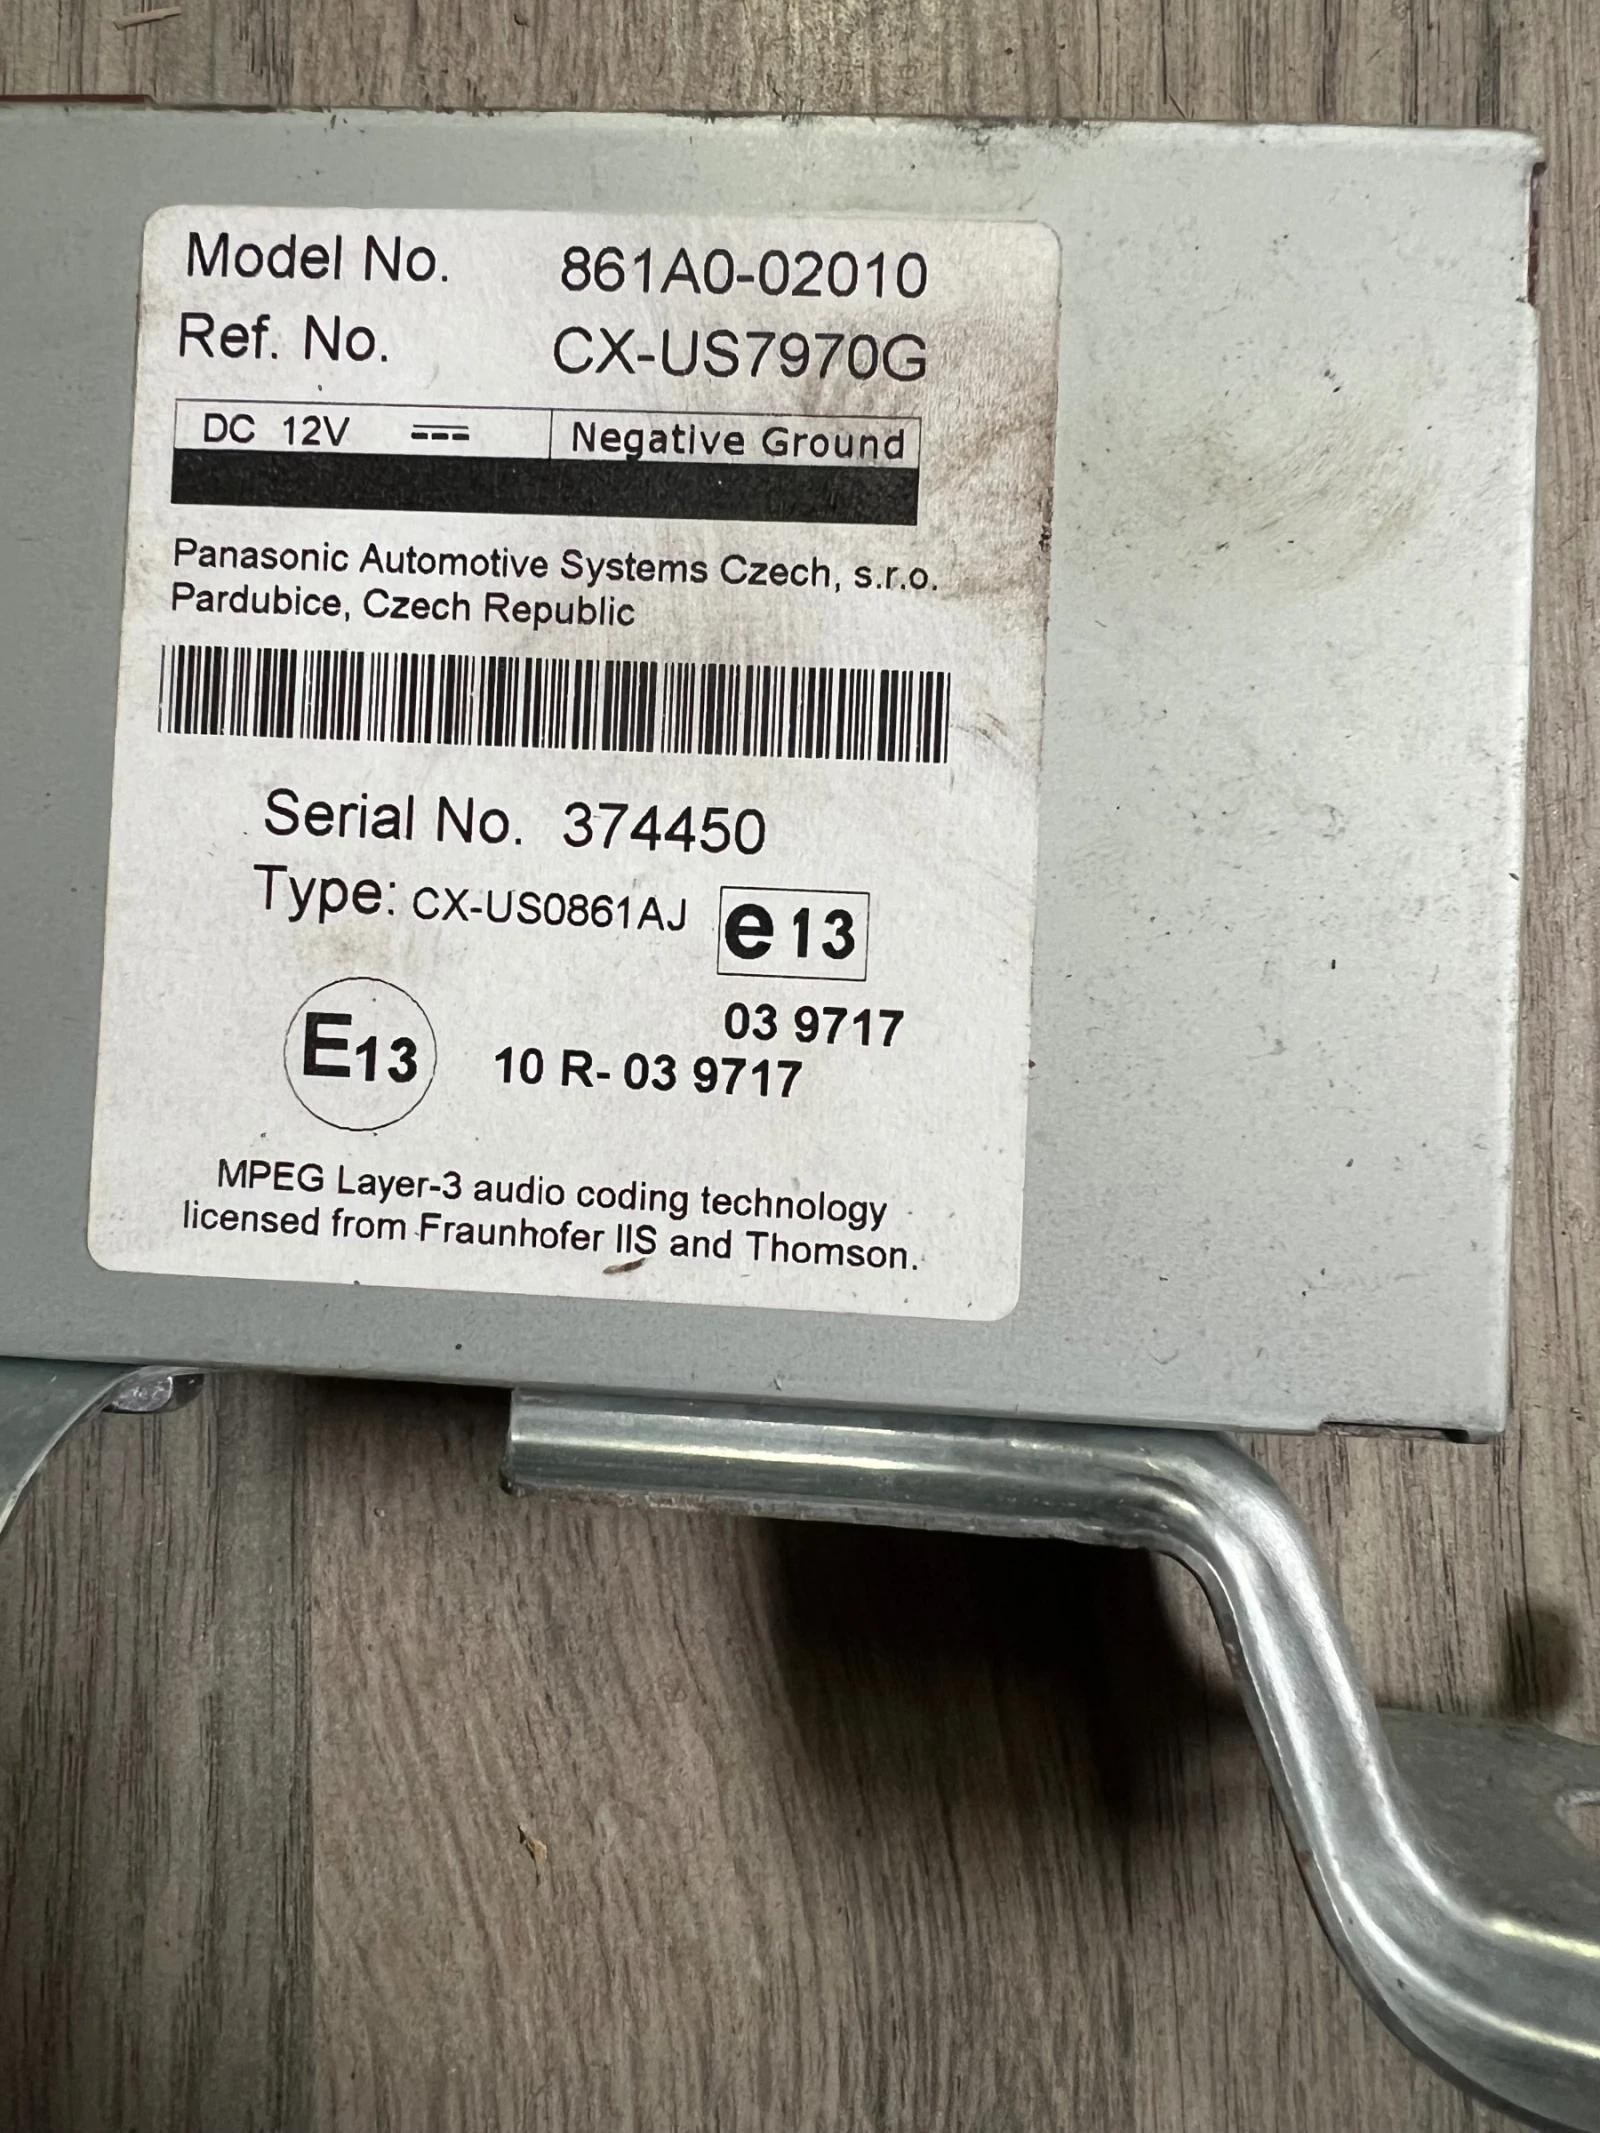 Model No. 861A0-02010
Ref. No. CX-US7970G
DC 12V Negative Ground
Panasonic Automotive Systems Czech, s.r.o.
Pardubice, Czech Republic
Serial No. 374450
Type: CX-US0861AJ e13
03 9717
E13 10 R- 03 9717
MPEG Layer-3 audio coding technology
licensed from Fraunhofer IIS and Thomson.